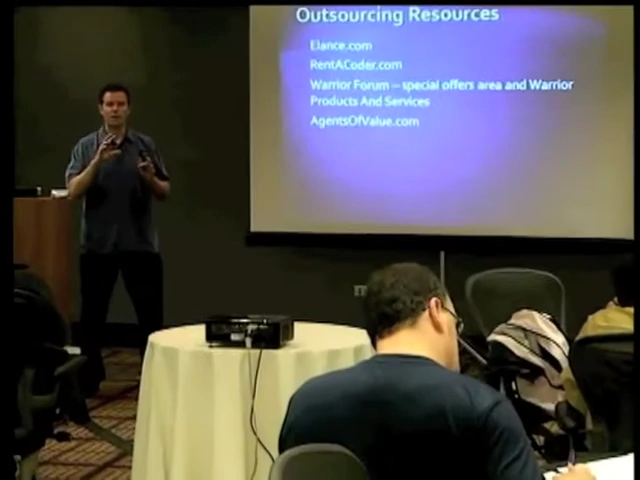 Outsourcing Resources
Elance.com
RentACoder.com
Warrior Forum – special offers area and Warrior
Products And Services
AgentsOfValue.com